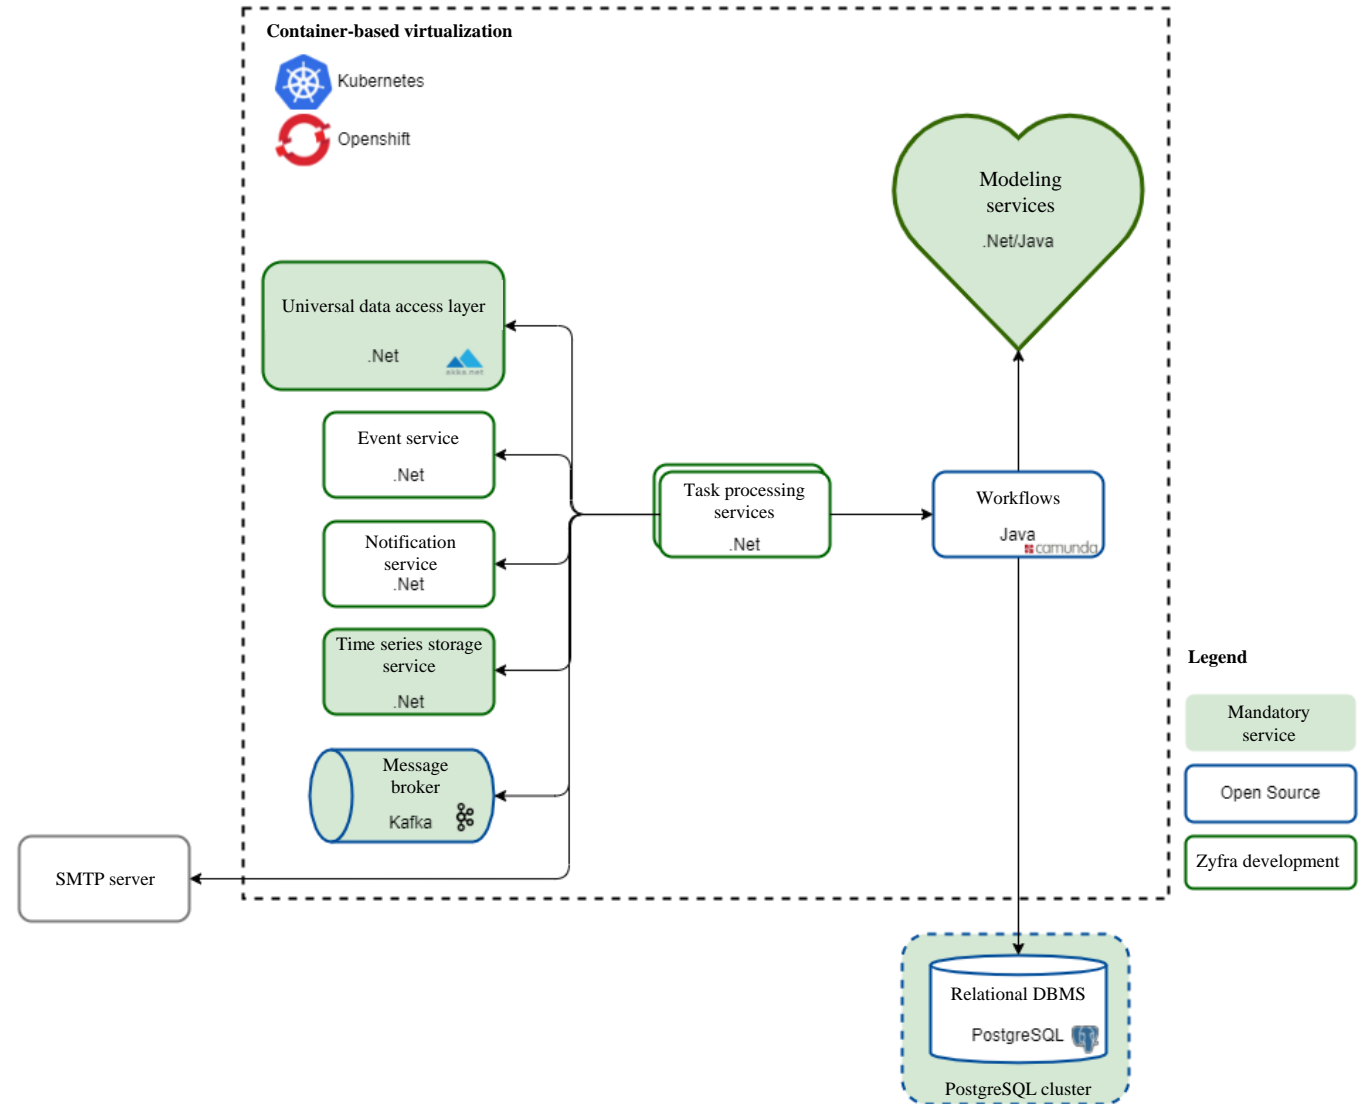 Container-based virtualization
Kubernetes
Openshift
Modeling
services
.Net/Java
Universal data access layer
.Net
akka.net
Event service
.Net
Task processing
services
.Net
Workflows
Java
camunda
Notification
service
.Net
Time series storage
service
.Net
Message
broker
Kafka
SMTP server
Legend
Mandatory
service
Open Source
Zyfra development
Relational DBMS
PostgreSQL
PostgreSQL cluster